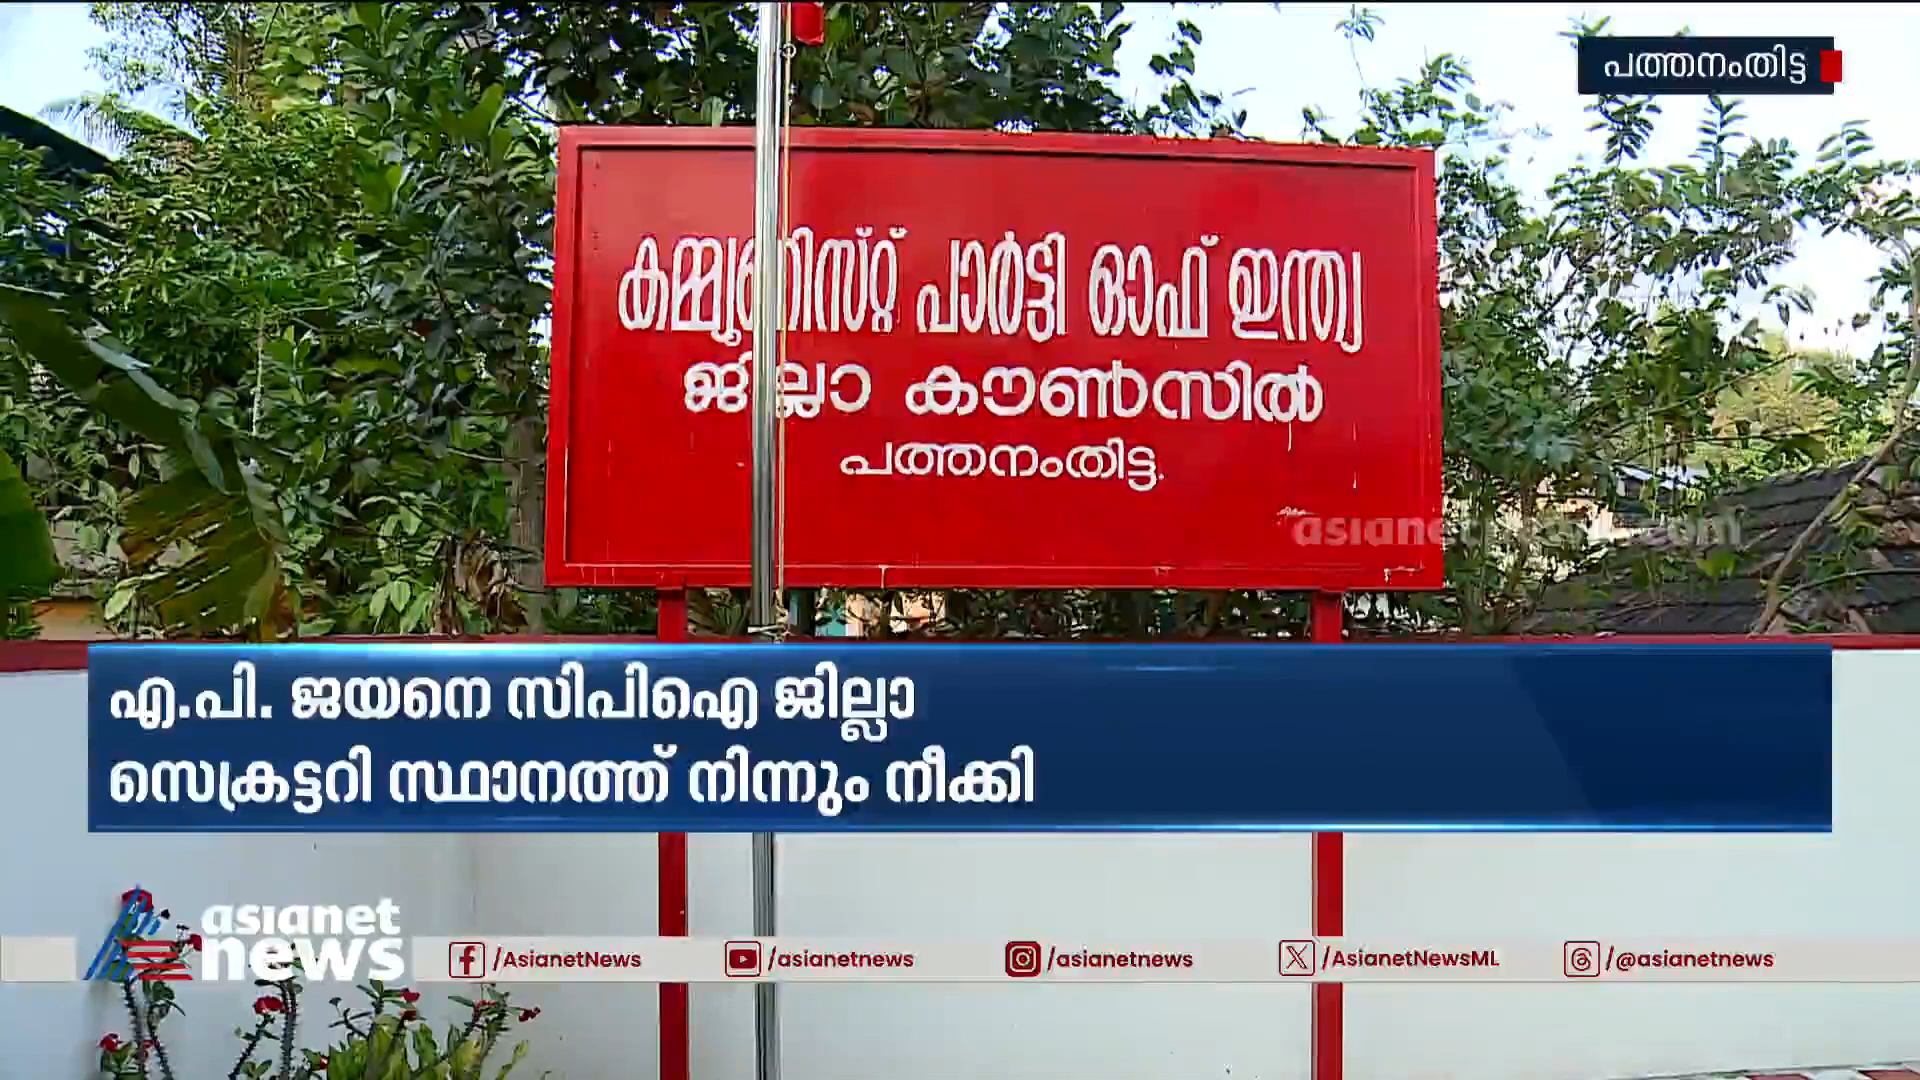 പത്തനംതിട്ട
കമ്മ്യൂണിസ്റ്റ് പാർട്ടി ഓഫ് ഇന്ത്യ
ജില്ലാ കൗൺസിൽ
പത്തനംതിട്ട.
എ.പി. ജയനെ സിപിഐ ജില്ലാ
സെക്രട്ടറി സ്ഥാനത്ത് നിന്നും നീക്കി
asianet
news
/AsianetNews
/asianetnews
/asianetnews
/AsianetNewsML
/@asianetnews